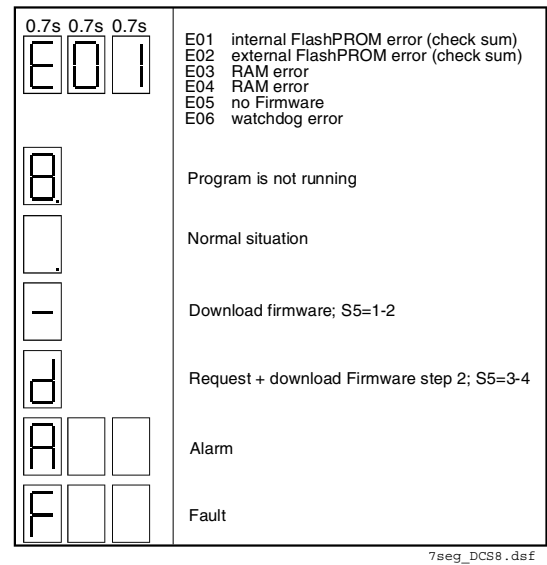 0.7s 0.7s 0.7s
E01
E01 internal FlashPROM error (check sum)
E02 external FlashPROM error (check sum)
E03 RAM error
E04 RAM error
E05 no Firmware
E06 watchdog error
8.
Program is not running
.
Normal situation
-
Download firmware; S5=1-2
d
Request + download Firmware step 2; S5=3-4
A
Alarm
F
Fault
7seg_DCS8.dsf